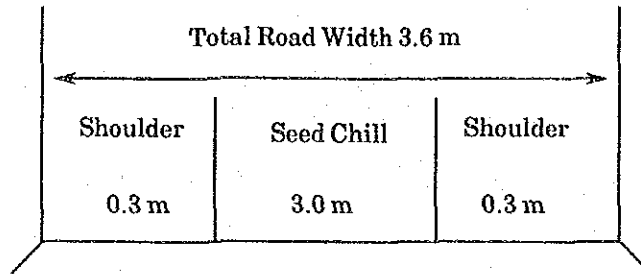 Total Road Width 3.6 m
Shoulder Seed Chill Shoulder
0.3 m 3.0 m 0.3 m